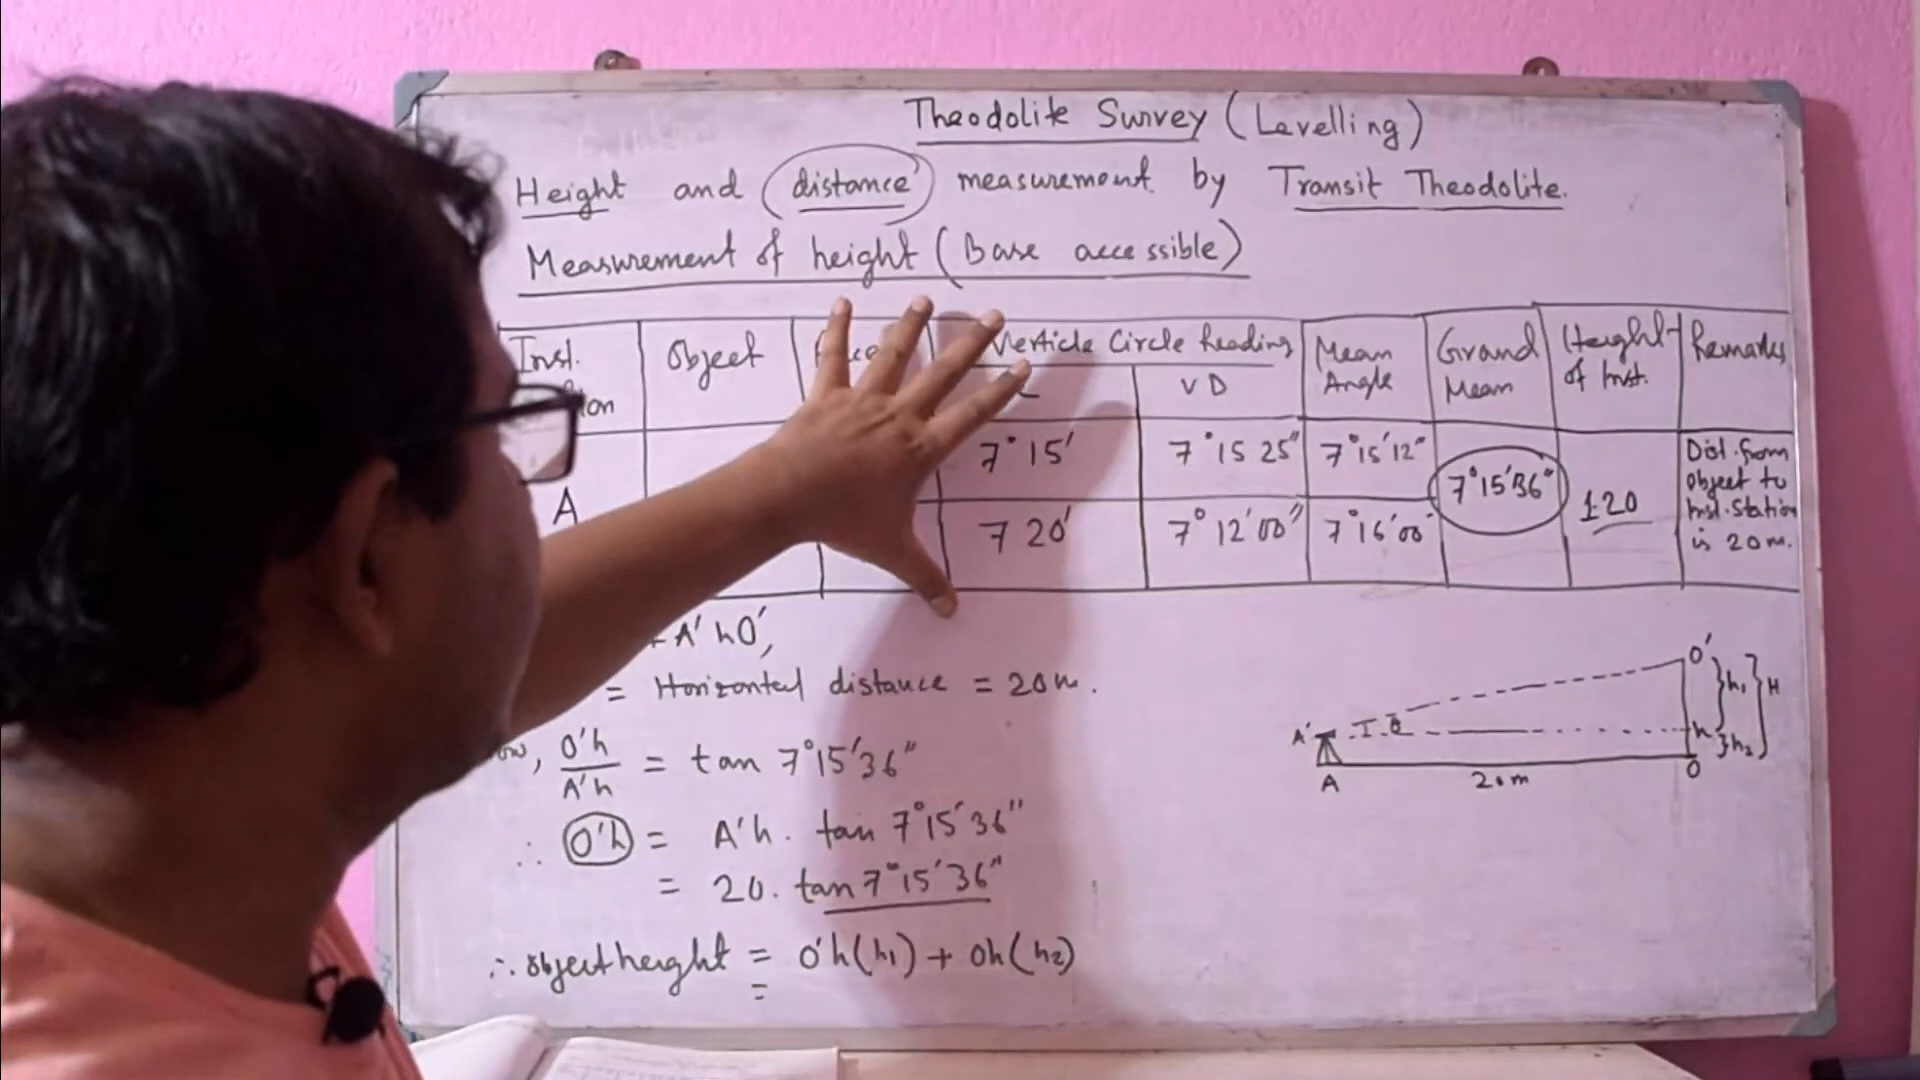 Theodolite Survey (Levelling)
Height and distance measurement by Transit Theodolite.
Measurement of height (Base accessible)
Inst. Object Verticle Circle Reading Mean Angle Grand Mean Height of Inst. Remarks
VD
A
7° 15' 7° 15 25" 7° 15' 12" 7° 15' 36" 1.20 Dist. from object to Inst. Station is 20 m.
7 20' 7° 12' 00" 7° 16' 00"
A'hO',
= Horizontal distance = 20m.
O'h / A'h = tan 7° 15' 36"
∴ O'h = A'h. tan 7° 15' 36"
= 20. tan 7° 15' 36"
∴ object height = O'h (h1) + Oh (h2)
=
O'
h1
H
A' θ h
h2
A 20m O